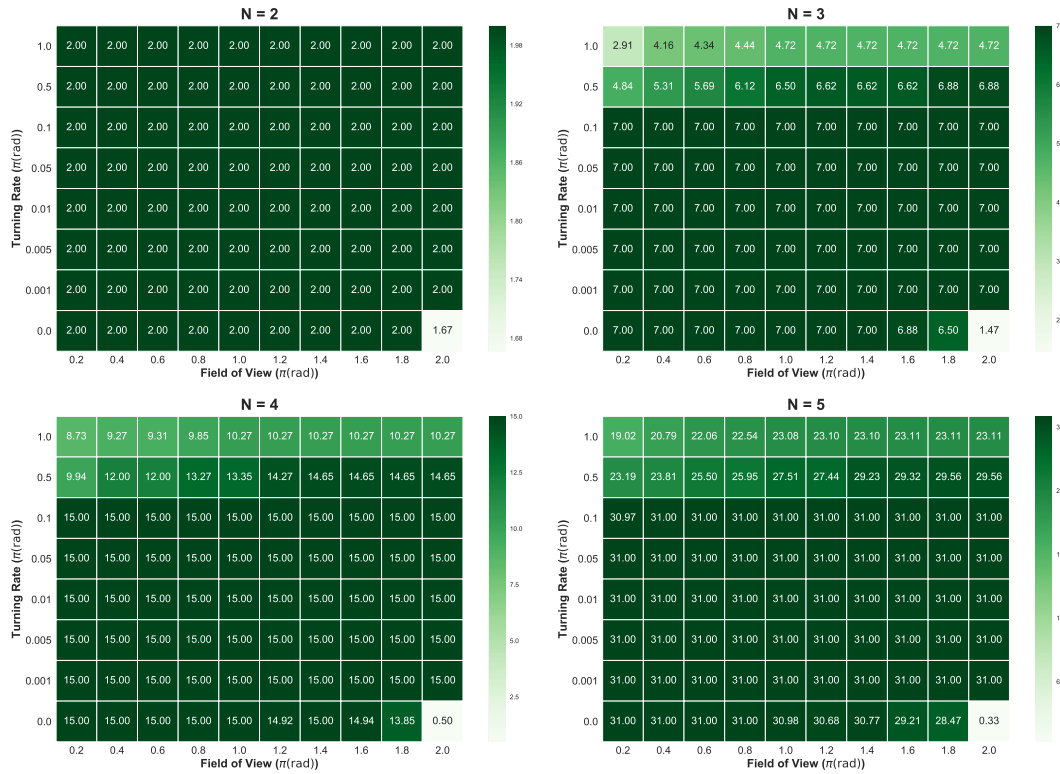 N = 2
1.0 2.00 2.00 2.00 2.00 2.00 2.00 2.00 2.00 2.00 2.00
0.5 2.00 2.00 2.00 2.00 2.00 2.00 2.00 2.00 2.00 2.00
0.1 2.00 2.00 2.00 2.00 2.00 2.00 2.00 2.00 2.00 2.00
0.05 2.00 2.00 2.00 2.00 2.00 2.00 2.00 2.00 2.00 2.00
0.01 2.00 2.00 2.00 2.00 2.00 2.00 2.00 2.00 2.00 2.00
0.005 2.00 2.00 2.00 2.00 2.00 2.00 2.00 2.00 2.00 2.00
0.001 2.00 2.00 2.00 2.00 2.00 2.00 2.00 2.00 2.00 2.00
0.0 2.00 2.00 2.00 2.00 2.00 2.00 2.00 2.00 2.00 1.67
0.2 0.4 0.6 0.8 1.0 1.2 1.4 1.6 1.8 2.0
Turning Rate (π(rad))
Field of View (π(rad))
1.98
1.92
1.86
1.80
1.74
1.68
N = 3
1.0 2.91 4.16 4.34 4.44 4.72 4.72 4.72 4.72 4.72 4.72
0.5 4.84 5.31 5.69 6.12 6.50 6.62 6.62 6.62 6.88 6.88
0.1 7.00 7.00 7.00 7.00 7.00 7.00 7.00 7.00 7.00 7.00
0.05 7.00 7.00 7.00 7.00 7.00 7.00 7.00 7.00 7.00 7.00
0.01 7.00 7.00 7.00 7.00 7.00 7.00 7.00 7.00 7.00 7.00
0.005 7.00 7.00 7.00 7.00 7.00 7.00 7.00 7.00 7.00 7.00
0.001 7.00 7.00 7.00 7.00 7.00 7.00 7.00 7.00 7.00 7.00
0.0 7.00 7.00 7.00 7.00 7.00 7.00 7.00 6.88 6.50 1.47
0.2 0.4 0.6 0.8 1.0 1.2 1.4 1.6 1.8 2.0
Turning Rate (π(rad))
Field of View (π(rad))
7
6
5
4
3
2
N = 4
1.0 8.73 9.27 9.31 9.85 10.27 10.27 10.27 10.27 10.27 10.27
0.5 9.94 12.00 12.00 13.27 13.35 14.27 14.65 14.65 14.65 14.65
0.1 15.00 15.00 15.00 15.00 15.00 15.00 15.00 15.00 15.00 15.00
0.05 15.00 15.00 15.00 15.00 15.00 15.00 15.00 15.00 15.00 15.00
0.01 15.00 15.00 15.00 15.00 15.00 15.00 15.00 15.00 15.00 15.00
0.005 15.00 15.00 15.00 15.00 15.00 15.00 15.00 15.00 15.00 15.00
0.001 15.00 15.00 15.00 15.00 15.00 15.00 15.00 15.00 15.00 15.00
0.0 15.00 15.00 15.00 15.00 15.00 14.92 15.00 14.94 13.85 0.50
0.2 0.4 0.6 0.8 1.0 1.2 1.4 1.6 1.8 2.0
Turning Rate (π(rad))
Field of View (π(rad))
15.0
12.5
10.0
7.5
5.0
2.5
N = 5
1.0 19.02 20.79 22.06 22.54 23.08 23.10 23.10 23.11 23.11 23.11
0.5 23.19 23.81 25.50 25.95 27.51 27.44 29.23 29.32 29.56 29.56
0.1 30.97 31.00 31.00 31.00 31.00 31.00 31.00 31.00 31.00 31.00
0.05 31.00 31.00 31.00 31.00 31.00 31.00 31.00 31.00 31.00 31.00
0.01 31.00 31.00 31.00 31.00 31.00 31.00 31.00 31.00 31.00 31.00
0.005 31.00 31.00 31.00 31.00 31.00 31.00 31.00 31.00 31.00 31.00
0.001 31.00 31.00 31.00 31.00 31.00 31.00 31.00 31.00 31.00 31.00
0.0 31.00 31.00 31.00 31.00 30.98 30.68 30.77 29.21 28.47 0.33
0.2 0.4 0.6 0.8 1.0 1.2 1.4 1.6 1.8 2.0
Turning Rate (π(rad))
Field of View (π(rad))
3
2
1
1
6